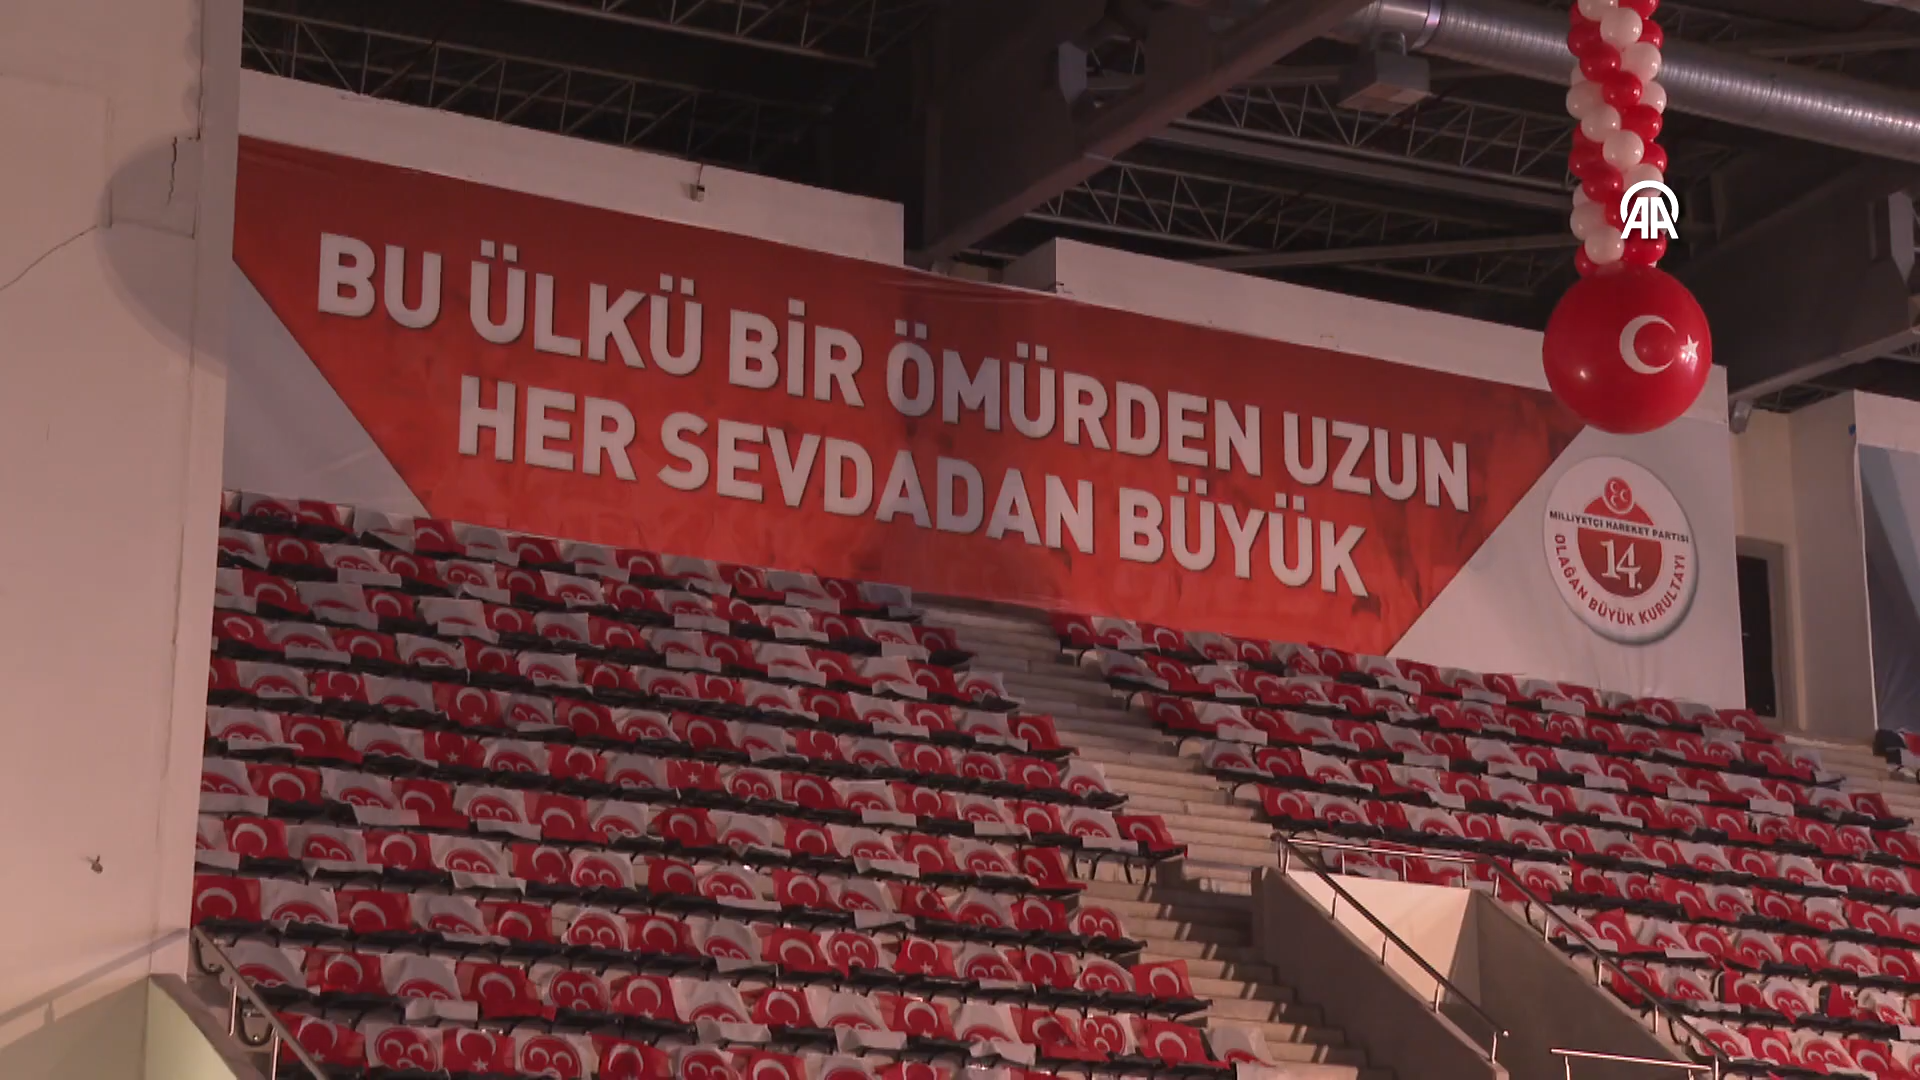 AA
BU ÜLKÜ BİR ÖMÜRDEN UZUN
HER SEVDADAN BÜYÜK
MİLLİYETÇİ HAREKET PARTİSİ
14.
OLAĞAN BÜYÜK KURULTAYI